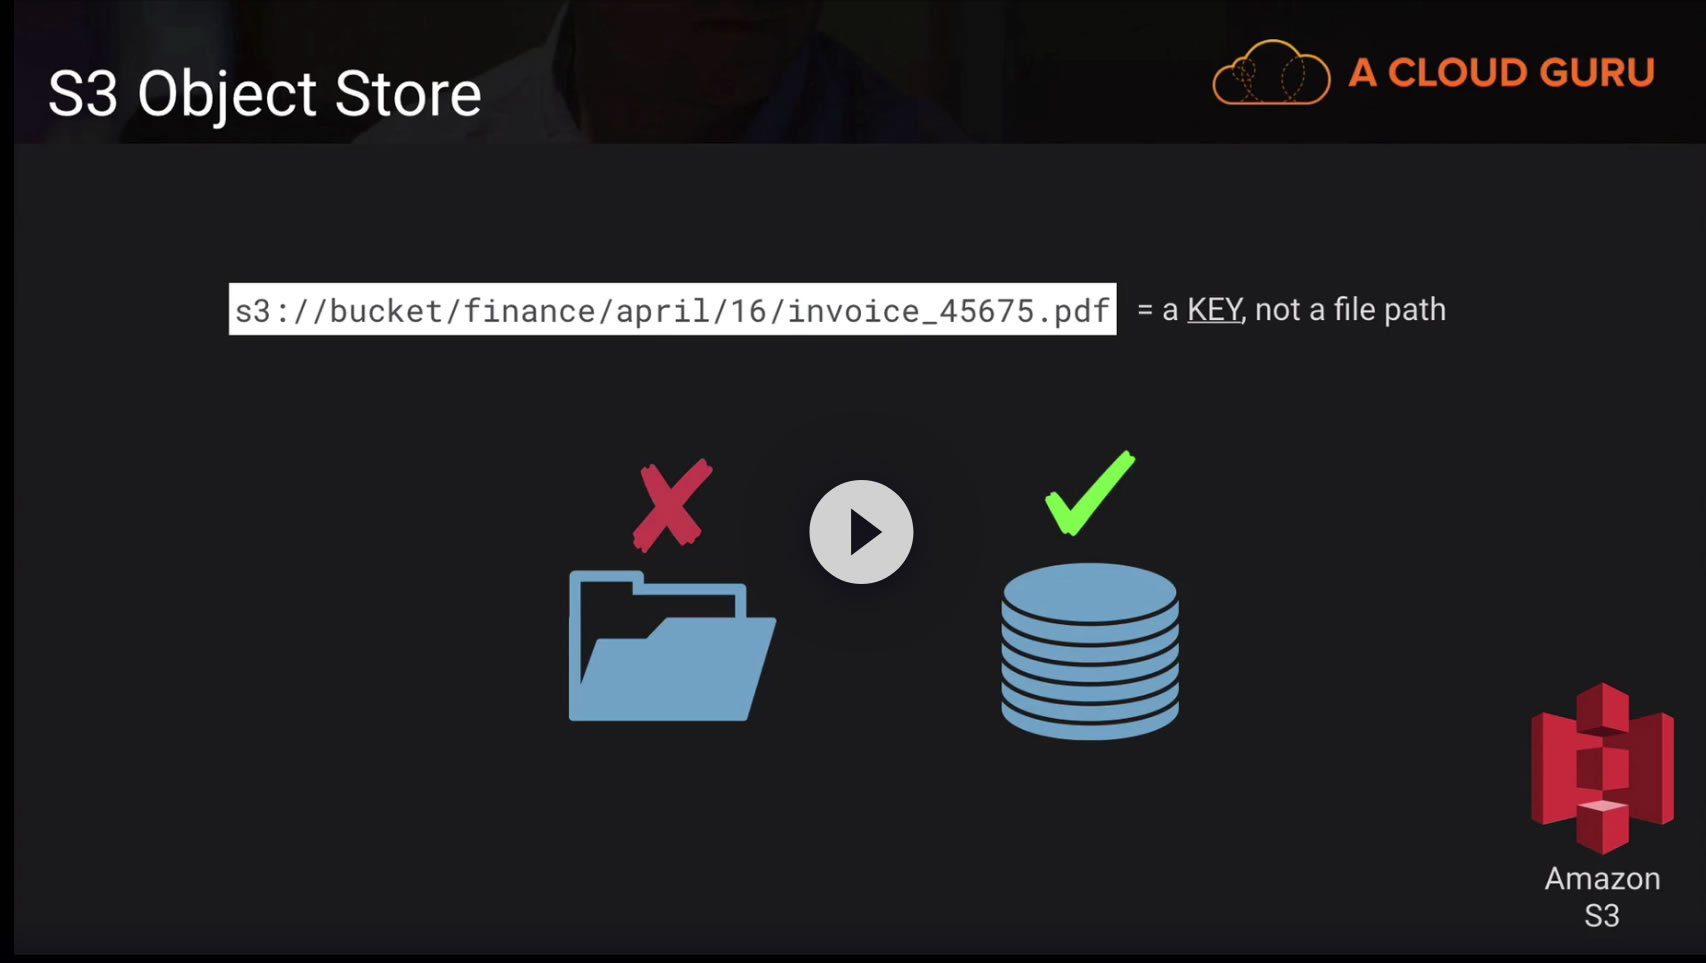 S3 Object Store
A CLOUD GURU
s3://bucket/finance/april/16/invoice_45675.pdf = a KEY, not a file path
Amazon
S3